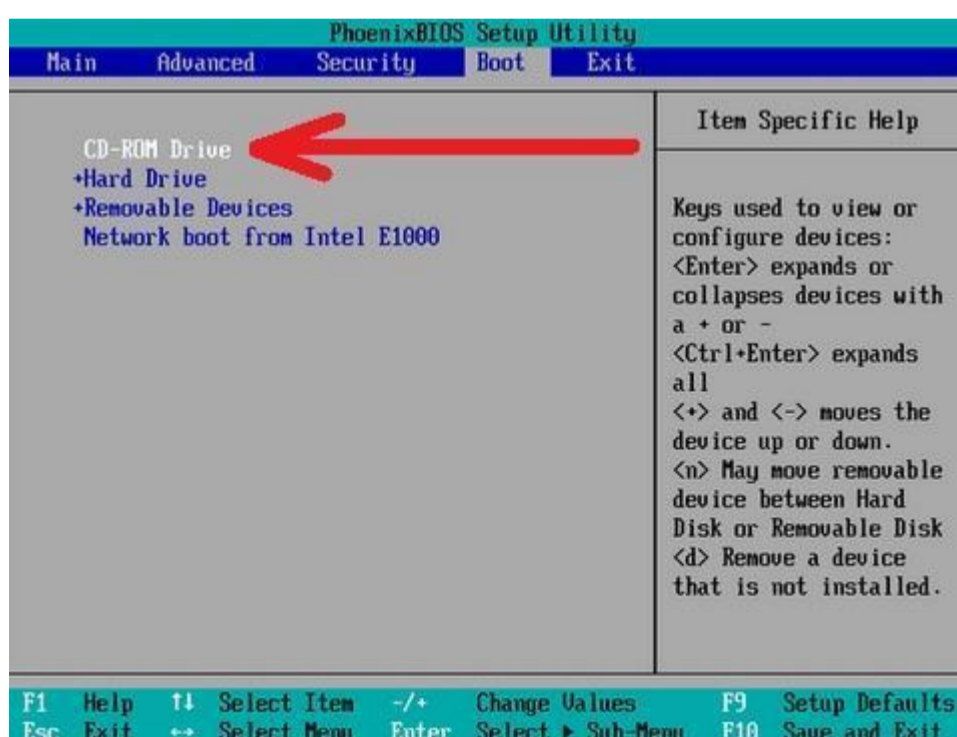 PhoenixBIOS Setup Utility
Main Advanced Security Boot Exit
CD-ROM Drive
+Hard Drive
+Removable Devices
Network boot from Intel E1000
Item Specific Help
Keys used to view or
configure devices:
<Enter> expands or
collapses devices with
a + or -
<Ctrl+Enter> expands
all
<+> and <-> moves the
device up or down.
<n> May move removable
device between Hard
Disk or Removable Disk
<d> Remove a device
that is not installed.
F1 Help ↑↓ Select Item -/+ Change Values F9 Setup Defaults
Esc Exit ↔ Select Menu Enter Select ▶ Sub-Menu F10 Save and Exit